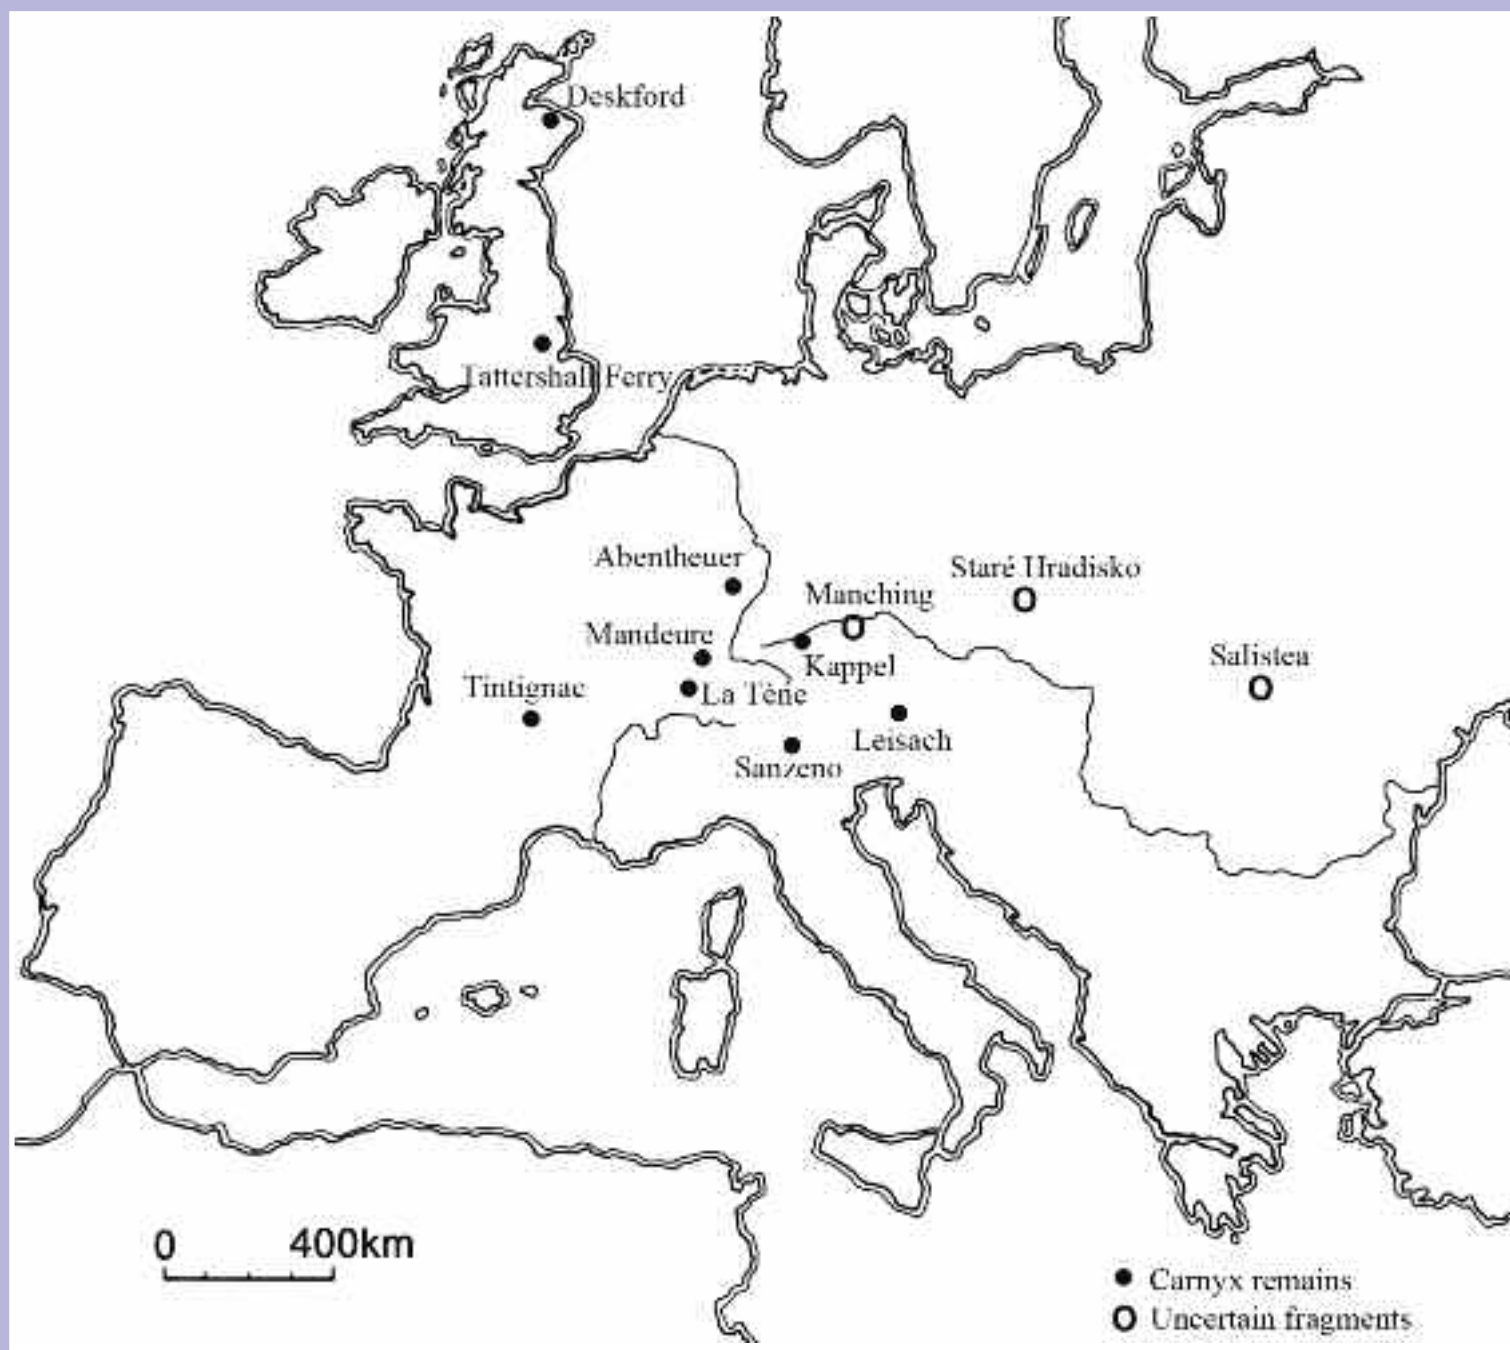 Deskford
Tattershall Ferry
Abentheuer
Staré Hradisko
Manching
Mandeure
Kappel
Salistea
Tintignac
La Tène
Leisach
Sanzeno
0 400km
Carnyx remains
Uncertain fragments